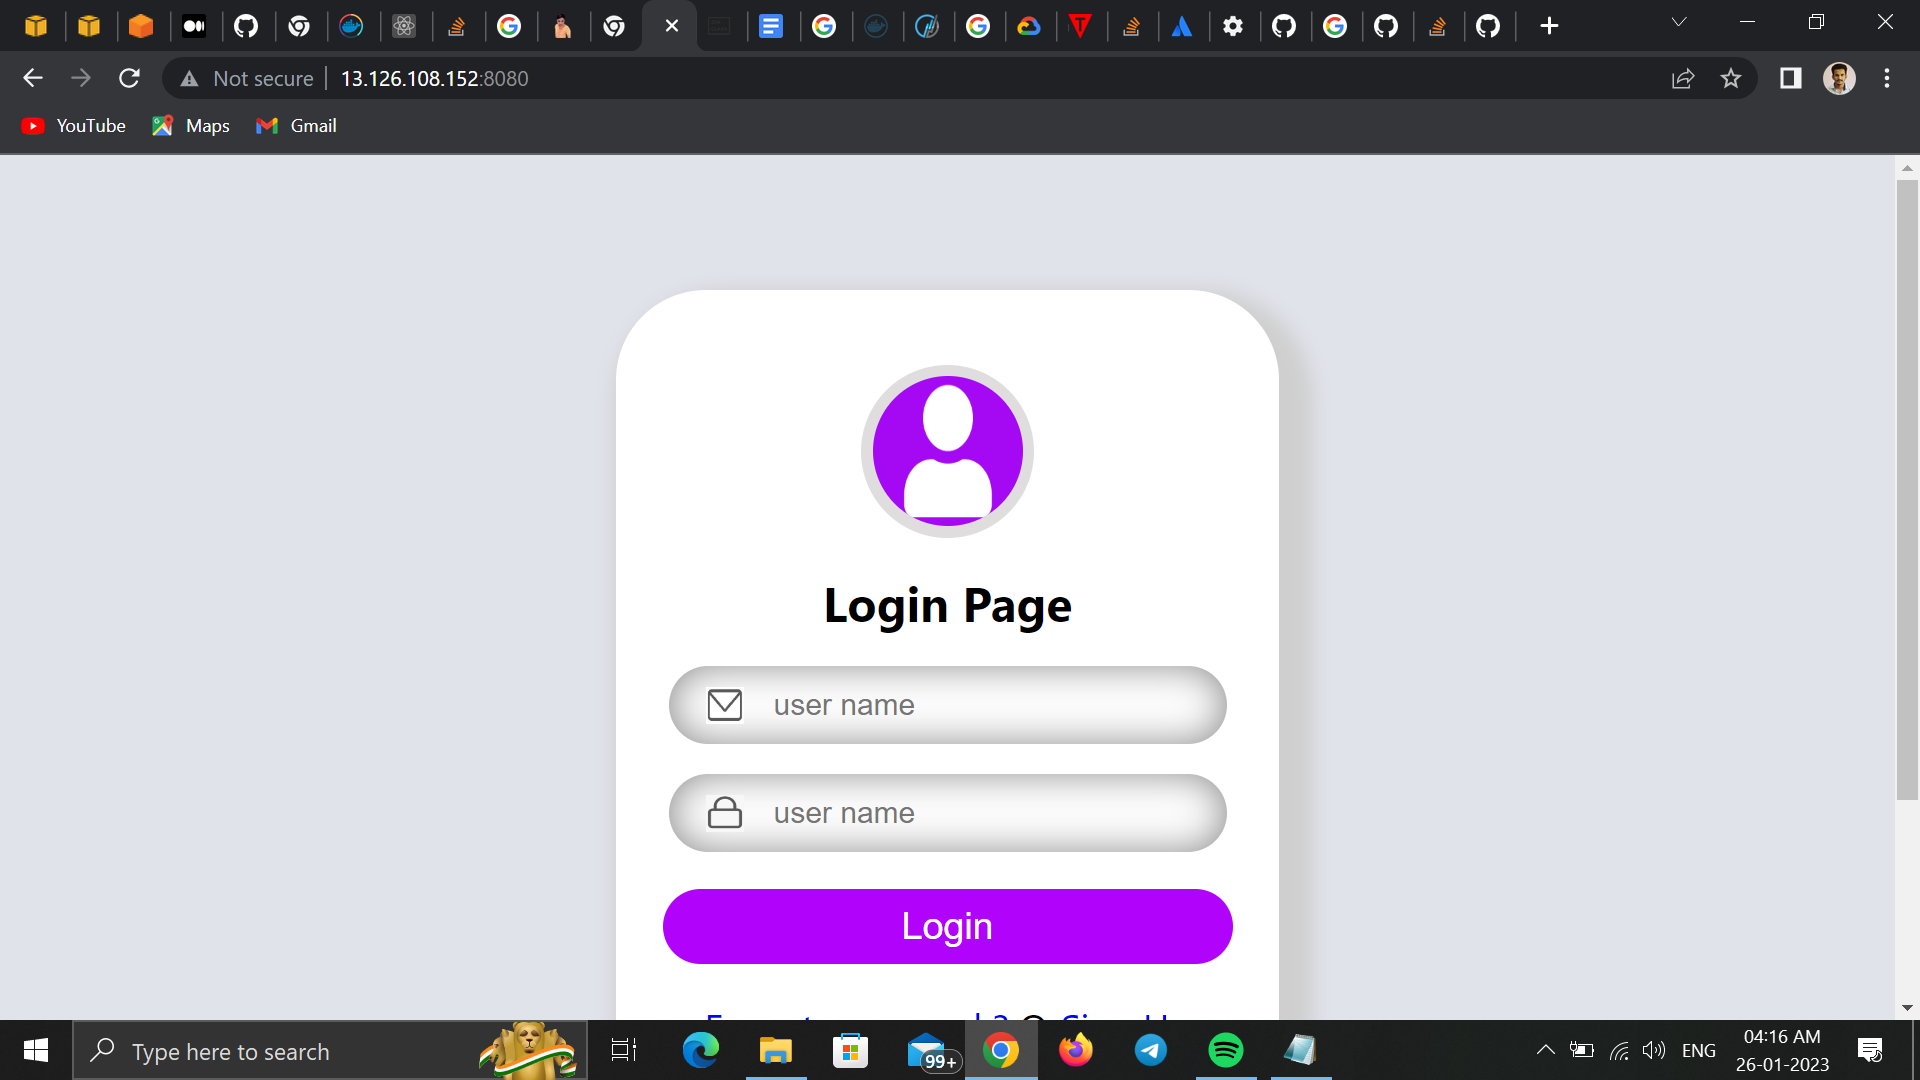 Not secure 13.126.108.152:8080
YouTube Maps Gmail
Login Page
user name
user name
Login
Type here to search
99+
ENG
04:16 AM
26-01-2023